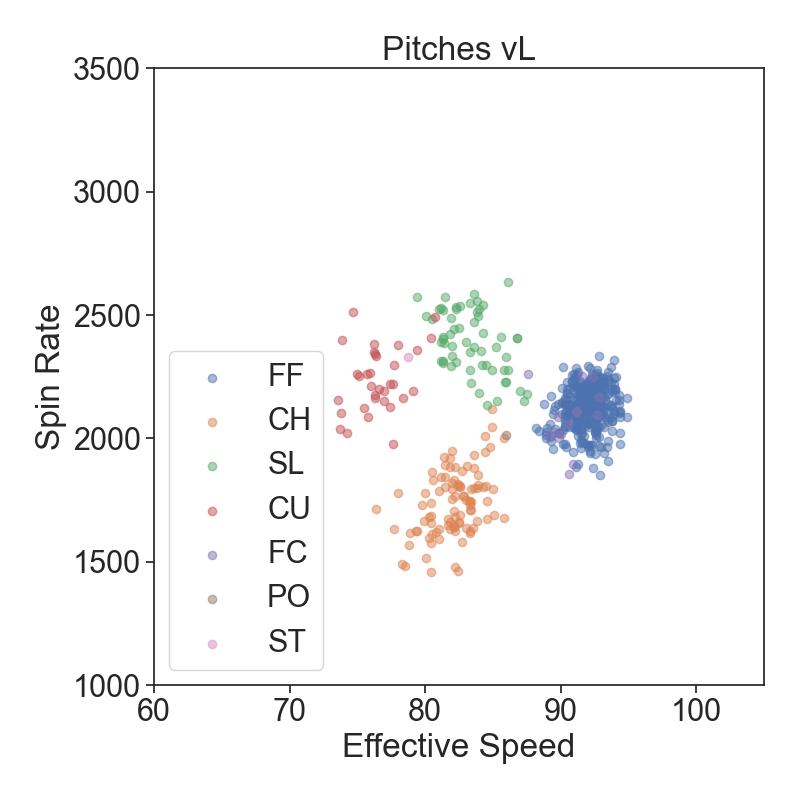 Pitches vL
3500
3000
2500
2000
1500
1000
Spin Rate
FF
CH
SL
CU
FC
PO
ST
60 70 80 90 100
Effective Speed